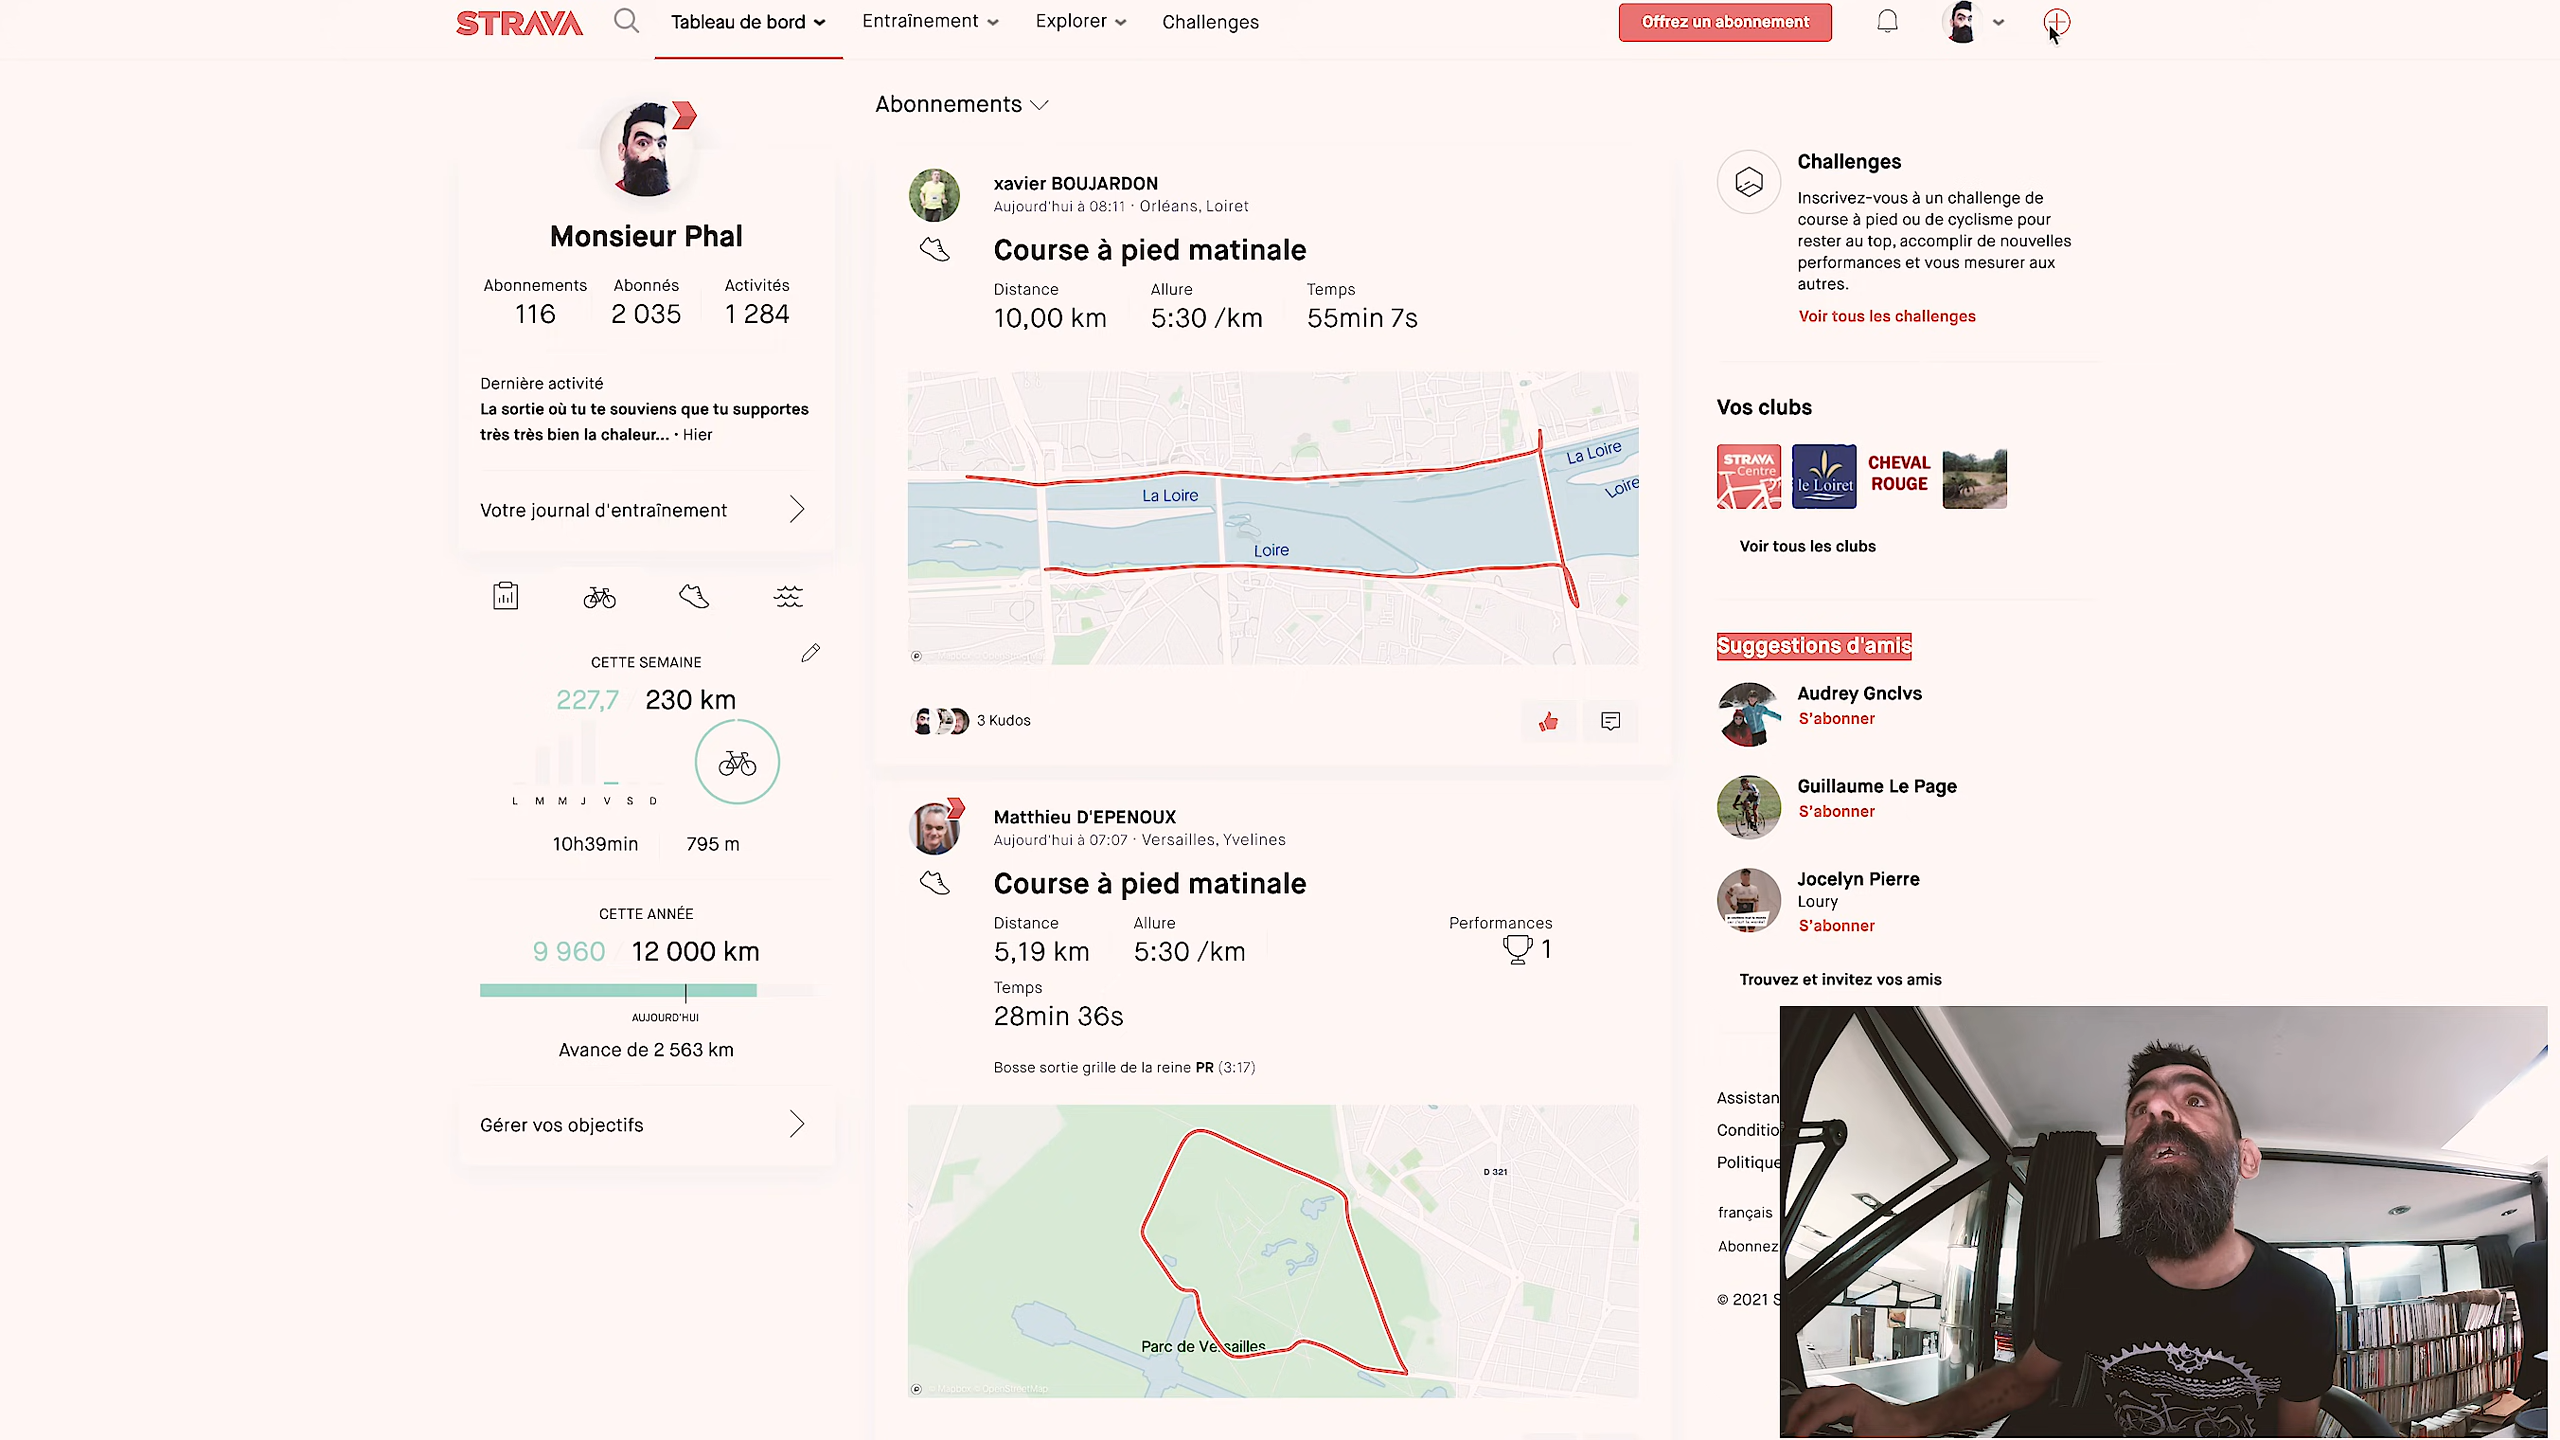 STRAVA
Tableau de bord
Entraînement
Explorer
Challenges
Offrez un abonnement
Monsieur Phal
Abonnements
Abonnés
Activités
116
2 035
1 284
Dernière activité
La sortie où tu te souviens que tu supportes
très très bien la chaleur... • Hier
Votre journal d'entraînement
CETTE SEMAINE
227,7 / 230 km
L M M J V S D
10h39min
795 m
CETTE ANNÉE
9 960 / 12 000 km
AUJOURD'HUI
Avance de 2 563 km
Gérer vos objectifs
Abonnements
xavier BOUJARDON
Aujourd'hui à 08:11 · Orléans, Loiret
Course à pied matinale
Distance
Allure
Temps
10,00 km
5:30 /km
55min 7s
La Loire
Loire
La Loire
Loire
3 Kudos
Matthieu D'EPENOUX
Aujourd'hui à 07:07 · Versailles, Yvelines
Course à pied matinale
Distance
Allure
Performances
5,19 km
5:30 /km
1
Temps
28min 36s
Bosse sortie grille de la reine PR (3:17)
D 321
Parc de Versailles
© Mapbox © OpenStreetMap
Challenges
Inscrivez-vous à un challenge de
course à pied ou de cyclisme pour
rester au top, accomplir de nouvelles
performances et vous mesurer aux
autres.
Voir tous les challenges
Vos clubs
STRAVA
Centre
le Loiret
CHEVAL
ROUGE
Voir tous les clubs
Suggestions d'amis
Audrey Gnclvs
S'abonner
Guillaume Le Page
S'abonner
Jocelyn Pierre
Loury
S'abonner
Trouvez et invitez vos amis
Assistan
Conditio
Politique
français
Abonnez
© 2021 S